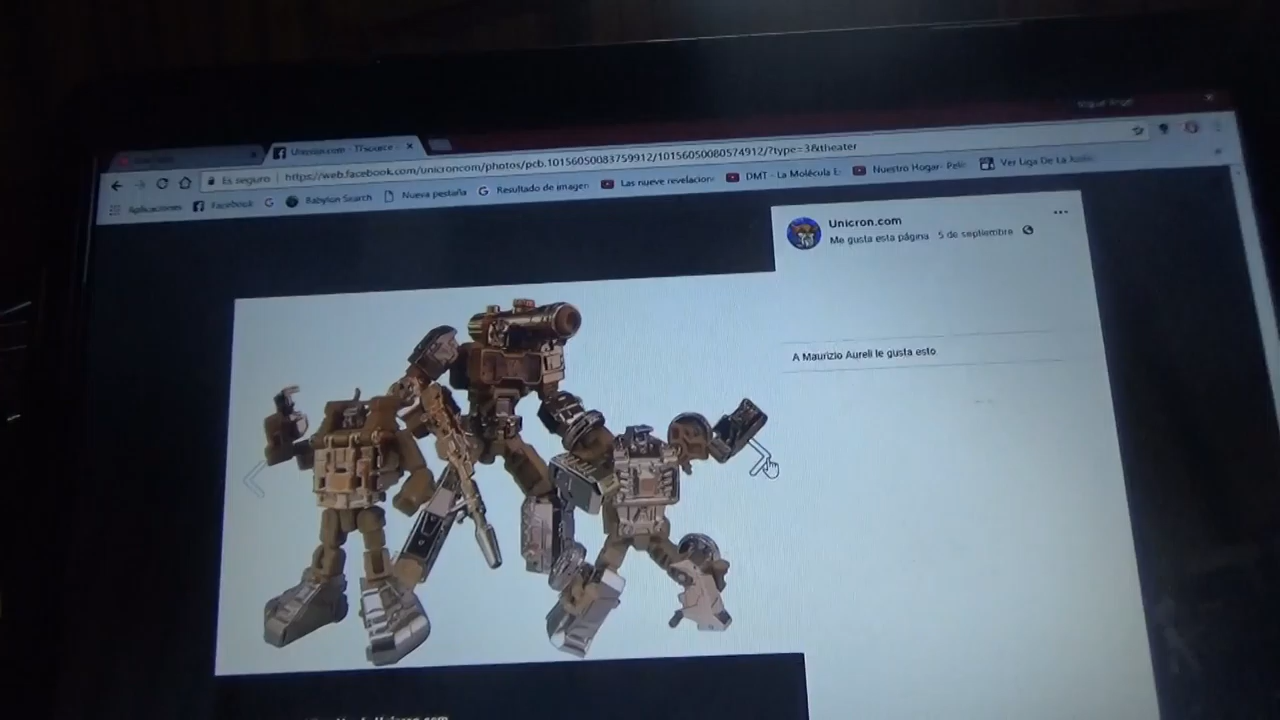 Unicron.com - TFsource
Es seguro
https://web.facebook.com/unicroncom/photos/pcb.10156050083759912/10156050080574912/?type=3&theater
Aplicaciones
Facebook
G
Babylon Search
Nueva pestaña
Resultado de imagen
Las nueve revelacion
DMT - La Molécula E
Nuestro Hogar- Pelí
Ver Liga De La
Unicron.com
Me gusta esta página · 5 de septiembre ·
A Maurizio Aureli le gusta esto.